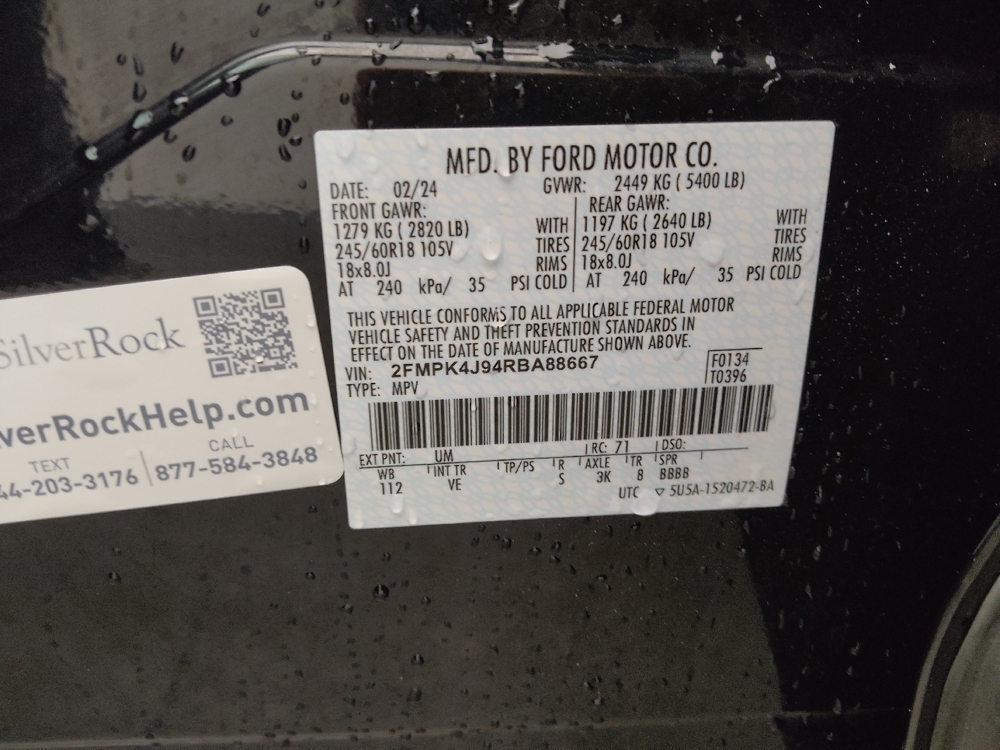 MFD. BY FORD MOTOR CO.
DATE: 02/24 GVWR: 2449 KG ( 5400 LB)
FRONT GAWR: REAR GAWR:
1279 KG ( 2820 LB) WITH 1197 KG ( 2640 LB) WITH
245/60R18 105V TIRES 245/60R18 105V TIRES
18x8.0J RIMS 18x8.0J RIMS
AT 240 kPa/ 35 PSI COLD AT 240 kPa/ 35 PSI COLD
THIS VEHICLE CONFORMS TO ALL APPLICABLE FEDERAL MOTOR
VEHICLE SAFETY AND THEFT PREVENTION STANDARDS IN
EFFECT ON THE DATE OF MANUFACTURE SHOWN ABOVE.
VIN: 2FMPK4J94RBA88667 F0134
TYPE: MPV T0396
EXT PNT: UM RC: 71 DSO:
WB INT TR TP/PS R AXLE TR SPR
112 VE S 3K 8 BBBB
UTC ▽ 5U5A-1520472-BA
SilverRock
verRockHelp.com
TEXT CALL
44-203-3176 877-584-3848